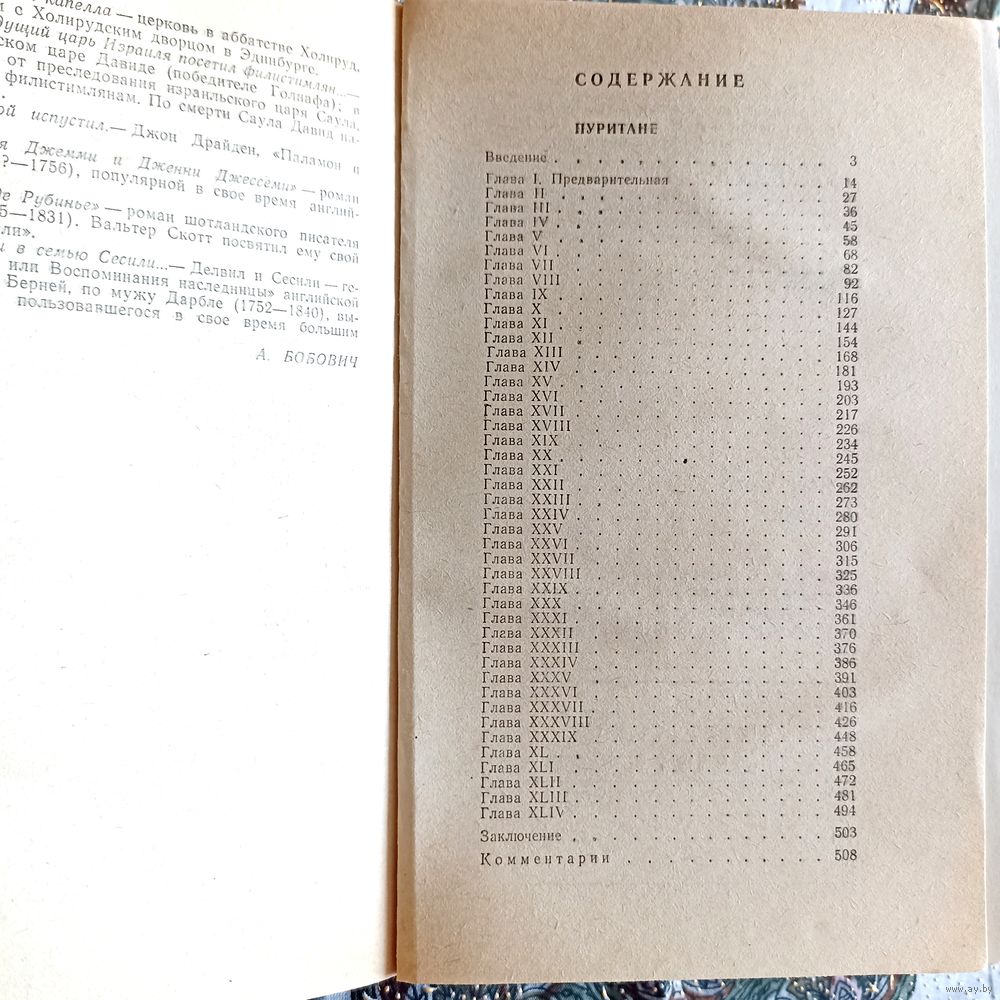 капелла — церковь в аббатстве Холируд,
с Холирудским дворцом в Эдинбурге.
царь Израиля посетил филистимлян...—
царе Давиде (победителе Голиафа); в
от преследования израильского царя Саула,
филистимлянам. По смерти Саула Давид
испустил.— Джон Драйден, «Паламон и
Джемми и Дженни Джессеми» — роман
?—1756), популярной в свое время англий-
Рубинье» — роман шотландского писателя
5—1831). Вальтер Скотт посвятил ему свой
в семью Сесили...— Делвил и Сесили — ге-
или Воспоминания наследницы» английской
Берней, по мужу Дарбле (1752—1840), вы-
пользовавшегося в свое время большим
А. БОБОВИЧ
СОДЕРЖАНИЕ
ПУРИТАНЕ
Введение . . . 3
Глава I. Предварительная . . . 14
Глава II . . . 27
Глава III . . . 36
Глава IV . . . 45
Глава V . . . 58
Глава VI . . . 68
Глава VII . . . 82
Глава VIII . . . 92
Глава IX . . . 116
Глава X . . . 127
Глава XI . . . 144
Глава XII . . . 154
Глава XIII . . . 168
Глава XIV . . . 181
Глава XV . . . 193
Глава XVI . . . 203
Глава XVII . . . 217
Глава XVIII . . . 226
Глава XIX . . . 234
Глава XX . . . 245
Глава XXI . . . 252
Глава XXII . . . 262
Глава XXIII . . . 273
Глава XXIV . . . 280
Глава XXV . . . 291
Глава XXVI . . . 306
Глава XXVII . . . 315
Глава XXVIII . . . 325
Глава XXIX . . . 336
Глава XXX . . . 346
Глава XXXI . . . 361
Глава XXXII . . . 370
Глава XXXIII . . . 376
Глава XXXIV . . . 386
Глава XXXV . . . 391
Глава XXXVI . . . 403
Глава XXXVII . . . 416
Глава XXXVIII . . . 426
Глава XXXIX . . . 448
Глава XL . . . 458
Глава XLI . . . 465
Глава XLII . . . 472
Глава XLIII . . . 481
Глава XLIV . . . 494
Заключение . . . 503
Комментарии . . . 508
www.ay.by